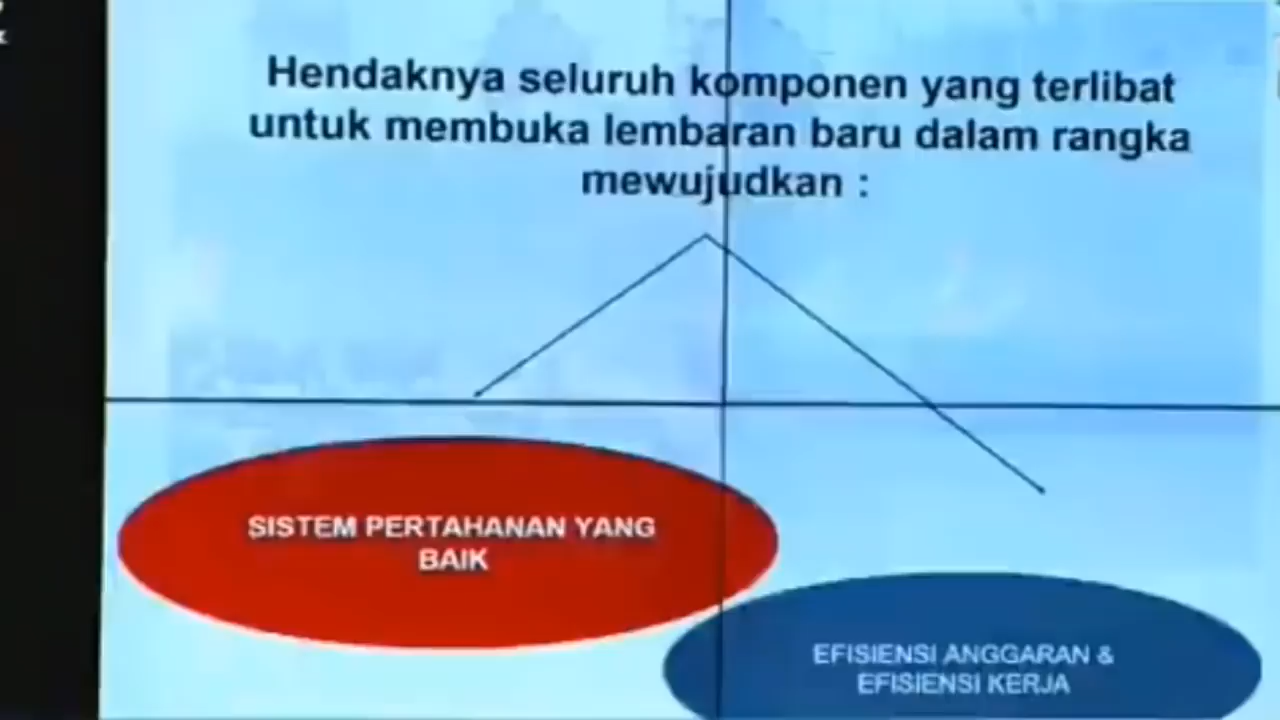 Hendaknya seluruh komponen yang terlibat
untuk membuka lembaran baru dalam rangka
mewujudkan :
SISTEM PERTAHANAN YANG
BAIK
EFISIENSI ANGGARAN &
EFISIENSI KERJA